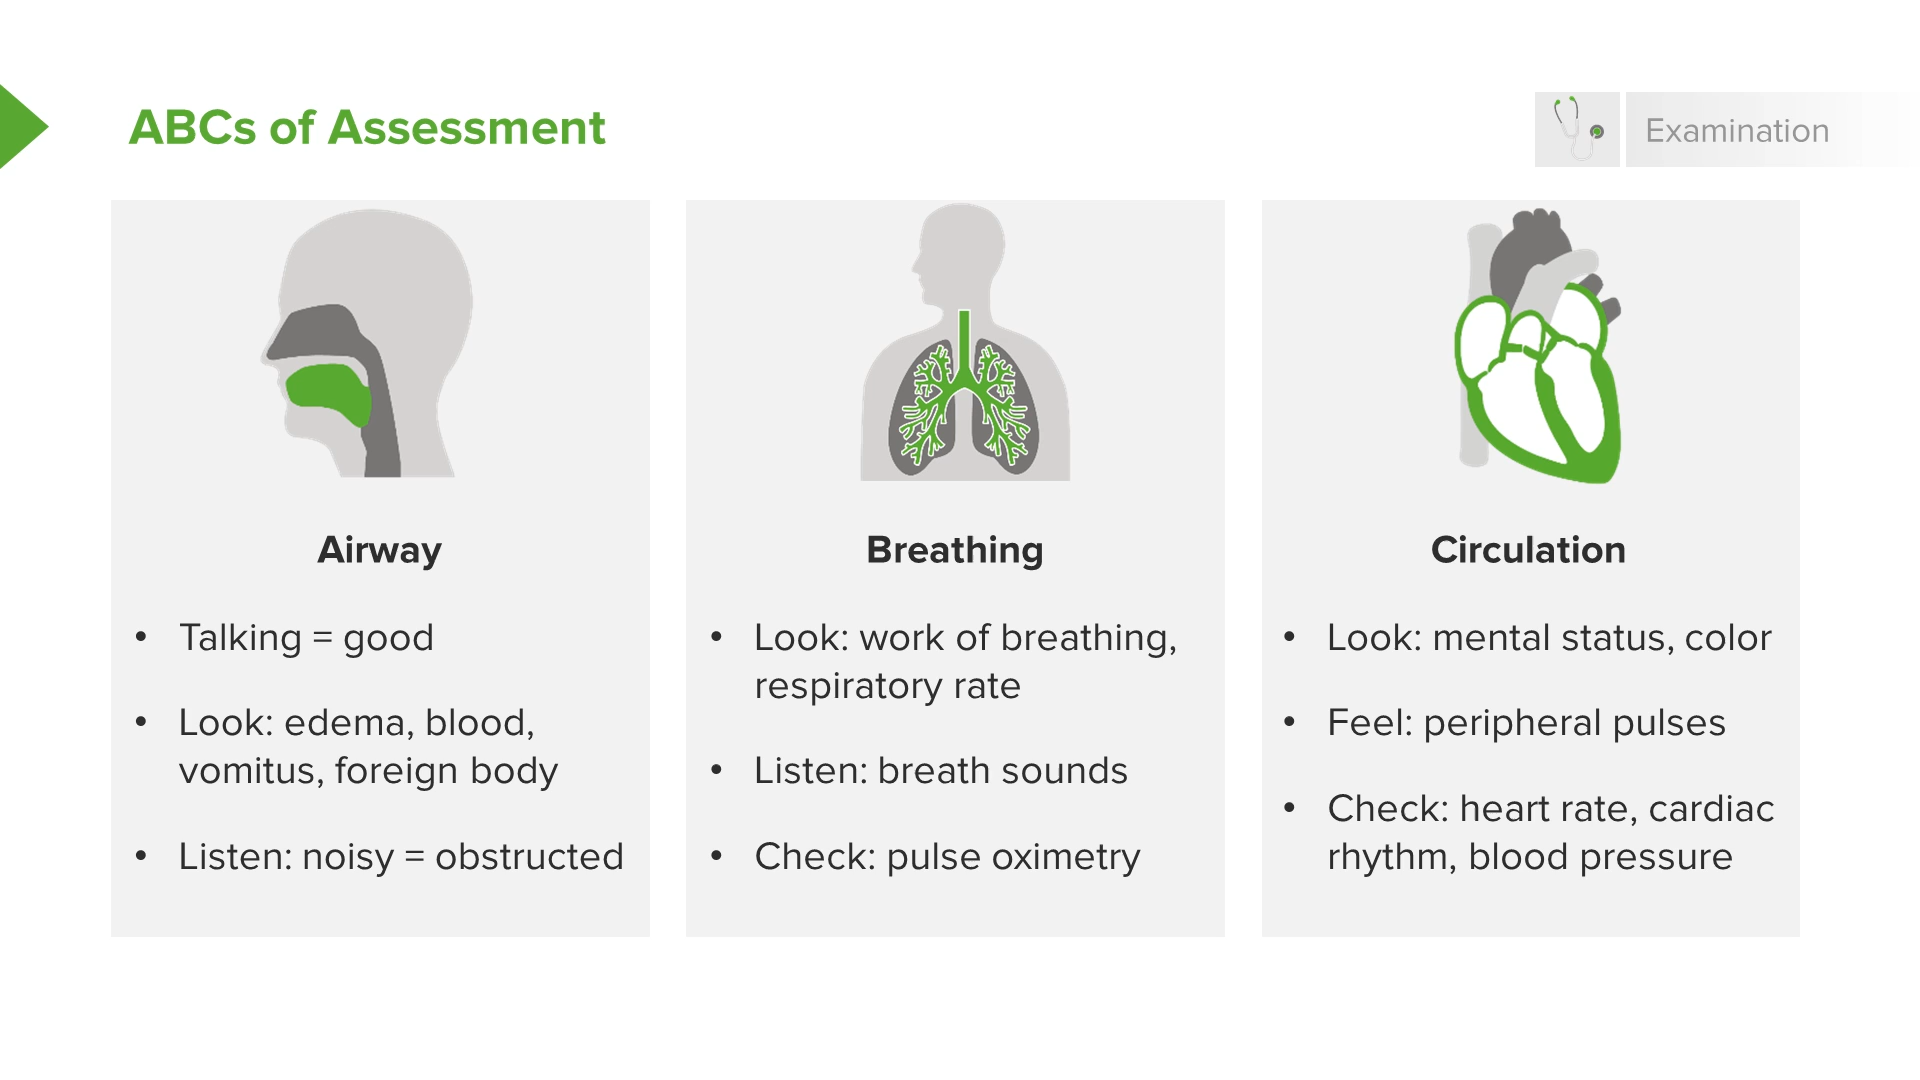 ABCs of Assessment
Examination
Airway
• Talking = good
• Look: edema, blood,
vomitus, foreign body
• Listen: noisy = obstructed
Breathing
• Look: work of breathing,
respiratory rate
• Listen: breath sounds
• Check: pulse oximetry
Circulation
• Look: mental status, color
• Feel: peripheral pulses
• Check: heart rate, cardiac
rhythm, blood pressure